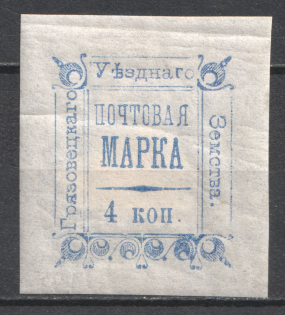 Грязовецкаго
Уѣзднаго
Земства.
ПОЧТОВАЯ
МАРКА
4 коп.